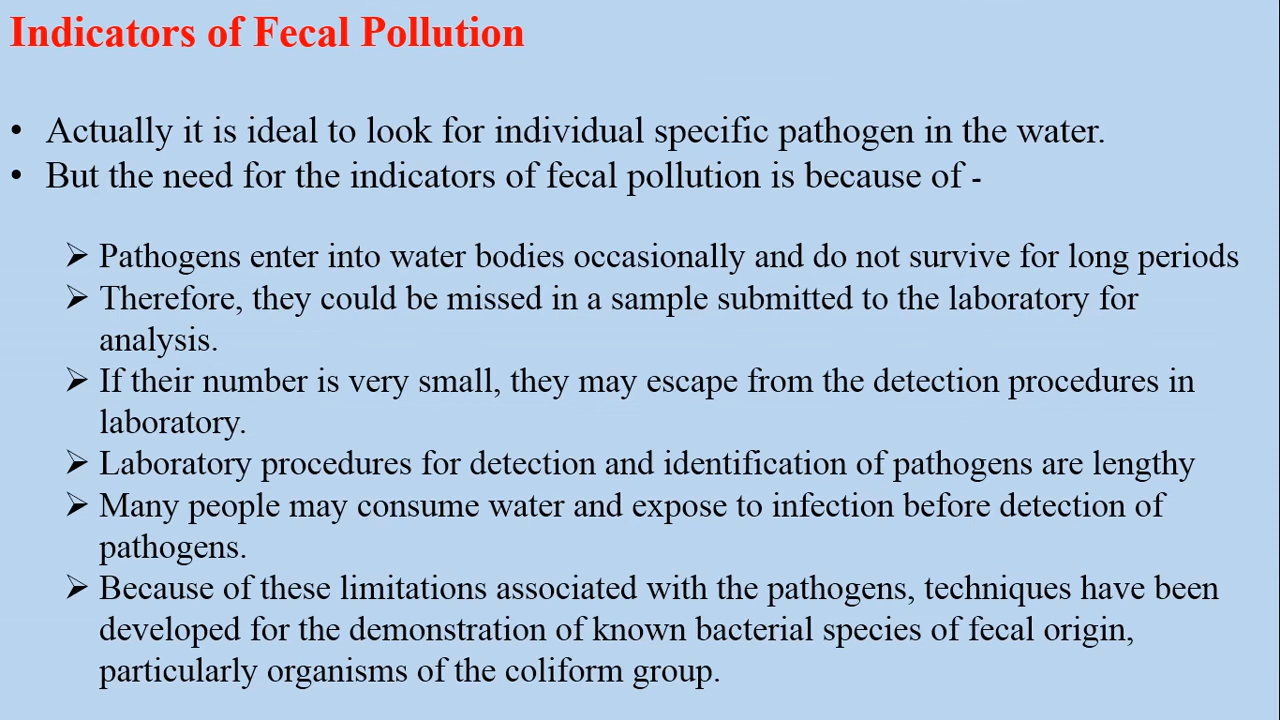 Indicators of Fecal Pollution
• Actually it is ideal to look for individual specific pathogen in the water.
• But the need for the indicators of fecal pollution is because of -
➢ Pathogens enter into water bodies occasionally and do not survive for long periods
➢ Therefore, they could be missed in a sample submitted to the laboratory for
analysis.
➢ If their number is very small, they may escape from the detection procedures in
laboratory.
➢ Laboratory procedures for detection and identification of pathogens are lengthy
➢ Many people may consume water and expose to infection before detection of
pathogens.
➢ Because of these limitations associated with the pathogens, techniques have been
developed for the demonstration of known bacterial species of fecal origin,
particularly organisms of the coliform group.